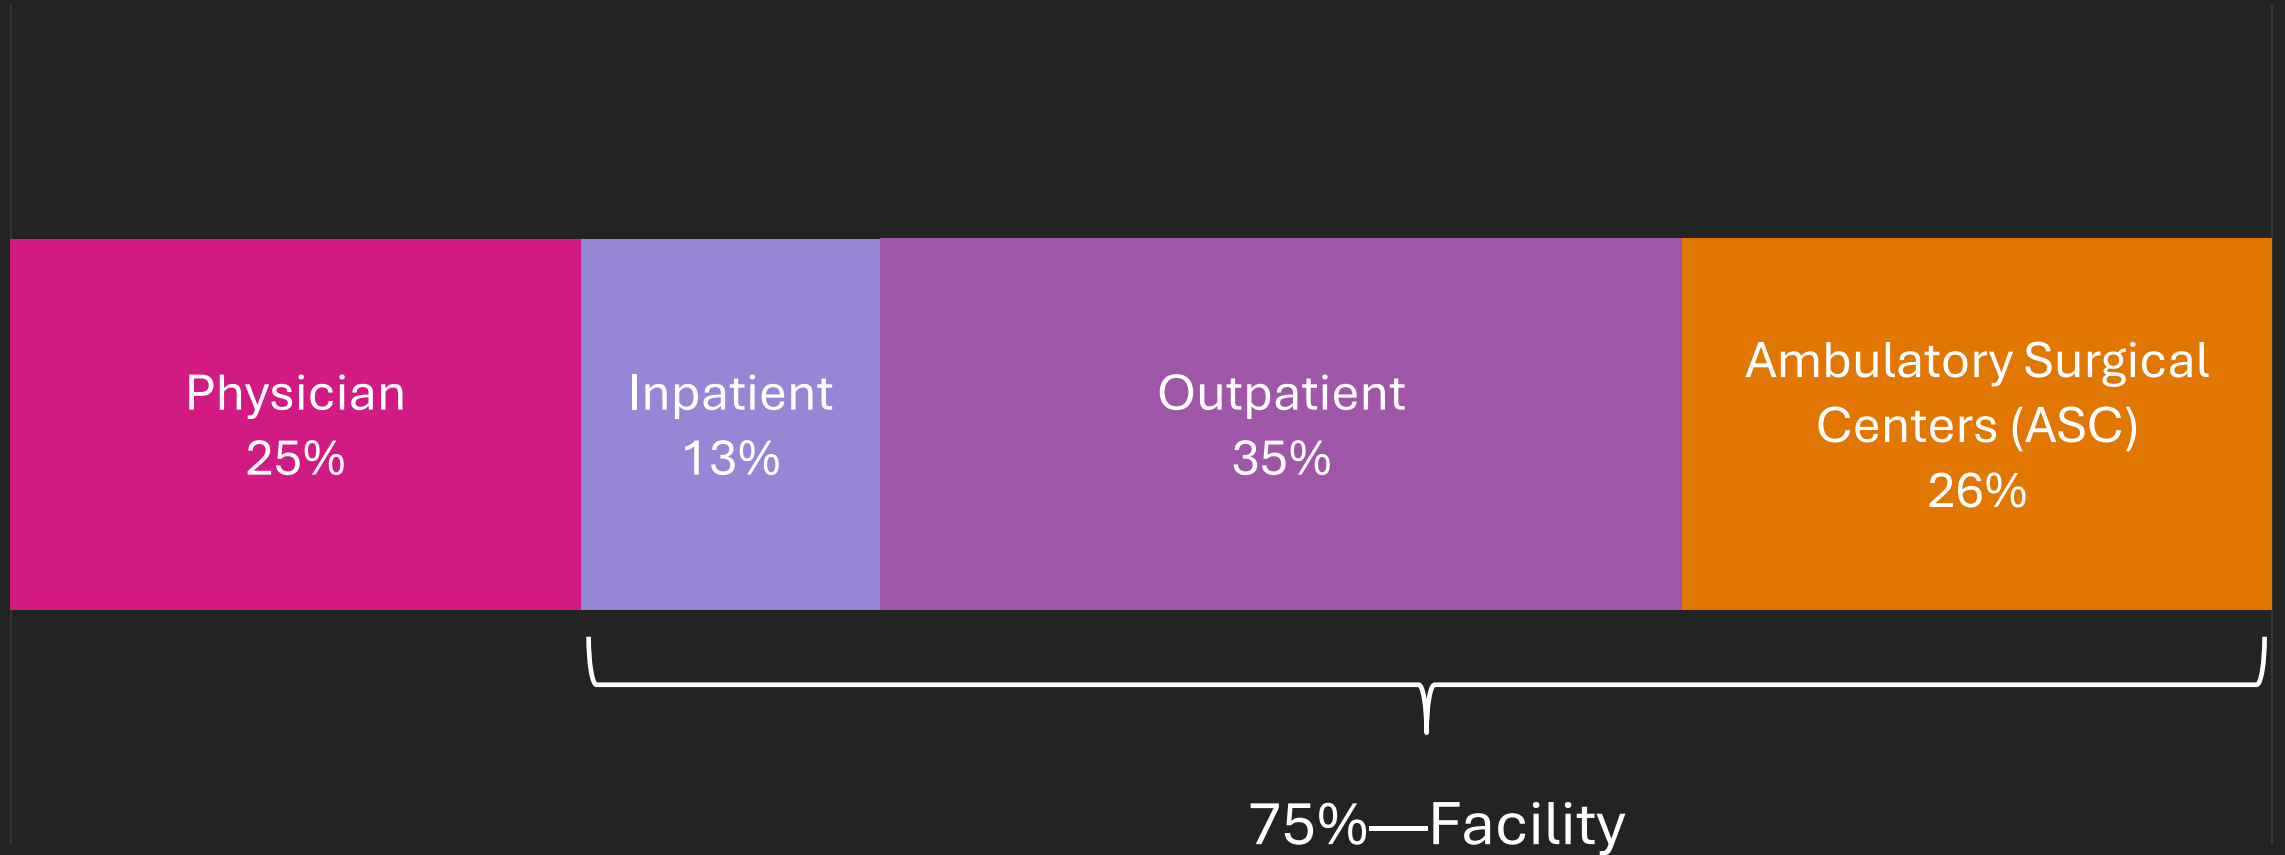 Physician
25%
Inpatient
13%
Outpatient
35%
Ambulatory Surgical
Centers (ASC)
26%
75%—Facility